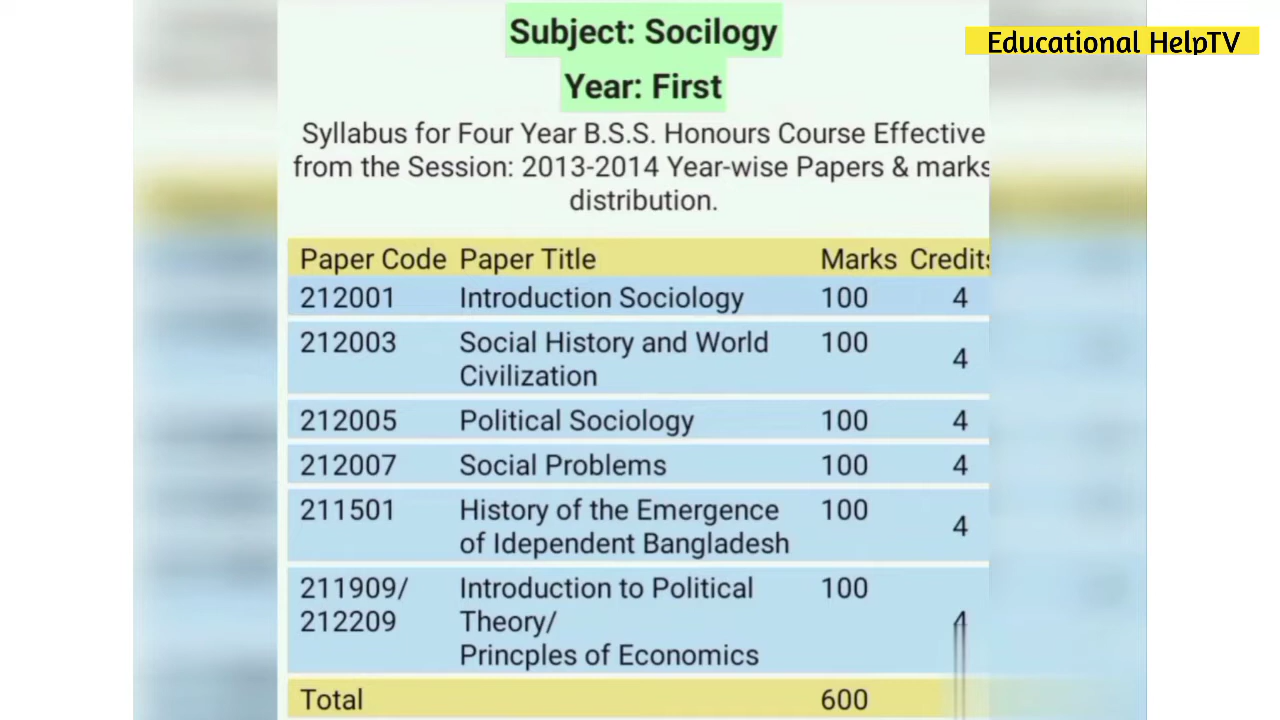 Subject: Socilogy
Educational HelpTV
Year: First
Syllabus for Four Year B.S.S. Honours Course Effective
from the Session: 2013-2014 Year-wise Papers & marks
distribution.
Paper Code Paper Title Marks Credits
212001 Introduction Sociology 100 4
212003 Social History and World 100
Civilization 4
212005 Political Sociology 100 4
212007 Social Problems 100 4
211501 History of the Emergence 100
of Idependent Bangladesh 4
211909/ Introduction to Political 100
212209 Theory/ 4
Princples of Economics
Total 600